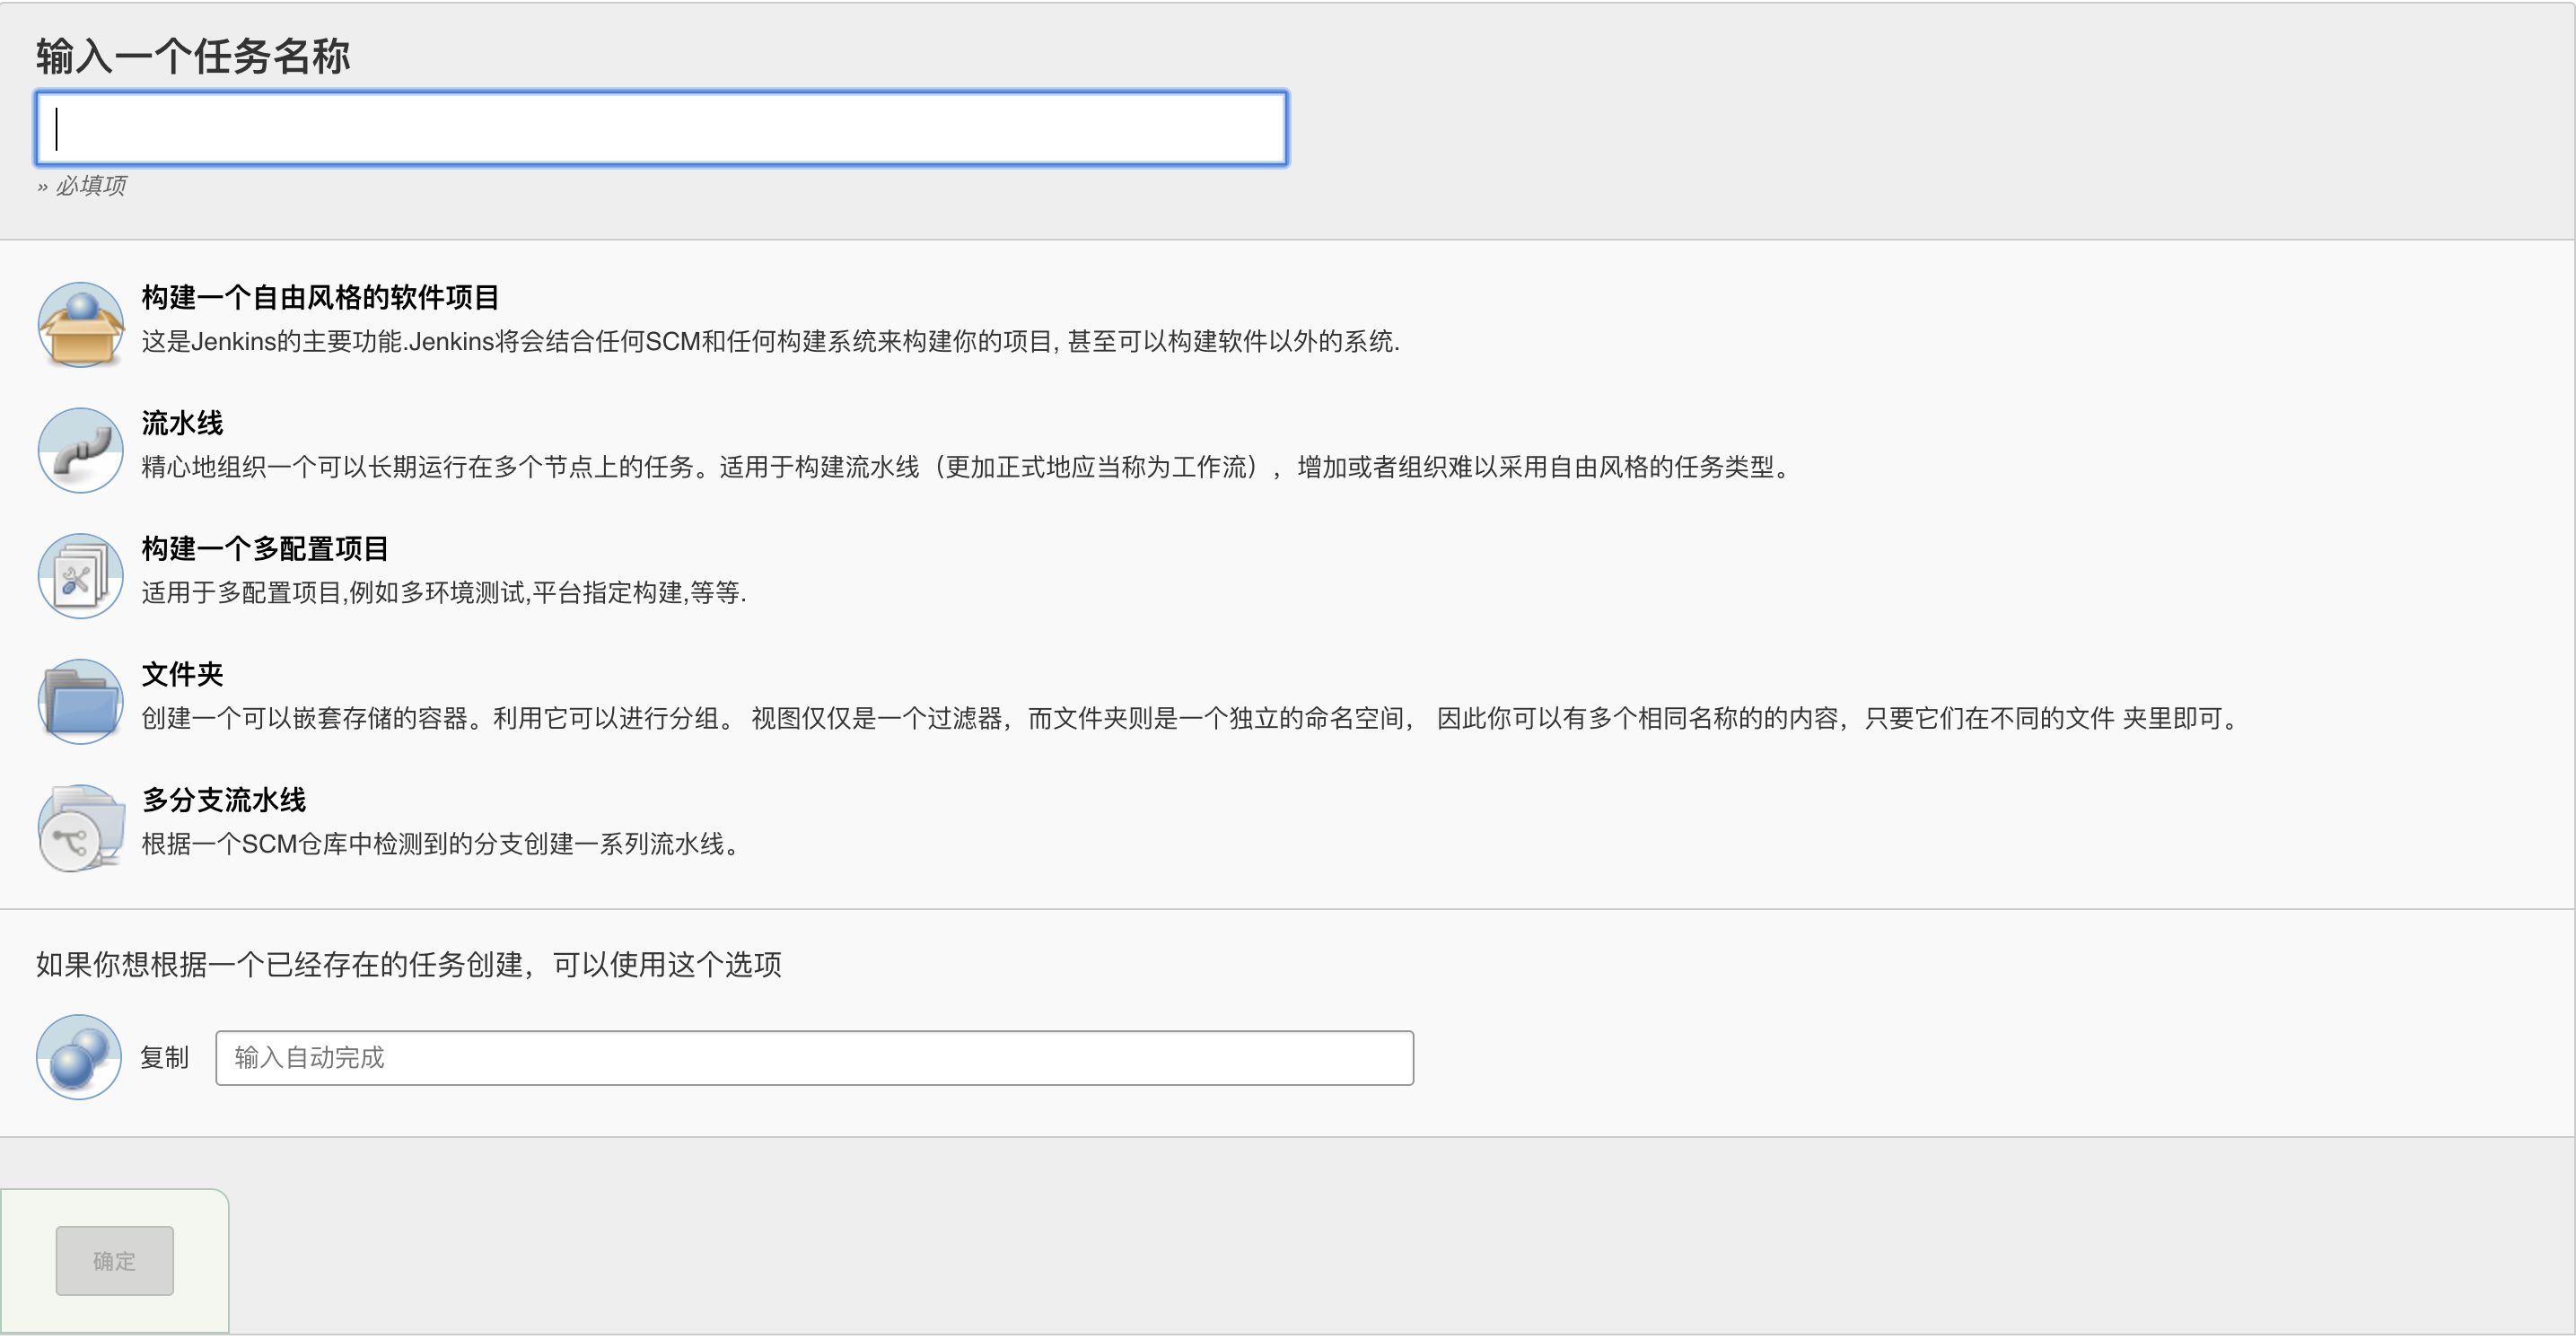 输入一个任务名称
» 必填项
构建一个自由风格的软件项目
这是Jenkins的主要功能.Jenkins将会结合任何SCM和任何构建系统来构建你的项目, 甚至可以构建软件以外的系统.
流水线
精心地组织一个可以长期运行在多个节点上的任务。适用于构建流水线（更加正式地应当称为工作流），增加或者组织难以采用自由风格的任务类型。
构建一个多配置项目
适用于多配置项目,例如多环境测试,平台指定构建,等等.
文件夹
创建一个可以嵌套存储的容器。利用它可以进行分组。 视图仅仅是一个过滤器，而文件夹则是一个独立的命名空间， 因此你可以有多个相同名称的的内容，只要它们在不同的文件 夹里即可。
多分支流水线
根据一个SCM仓库中检测到的分支创建一系列流水线。
如果你想根据一个已经存在的任务创建，可以使用这个选项
复制 输入自动完成
确定